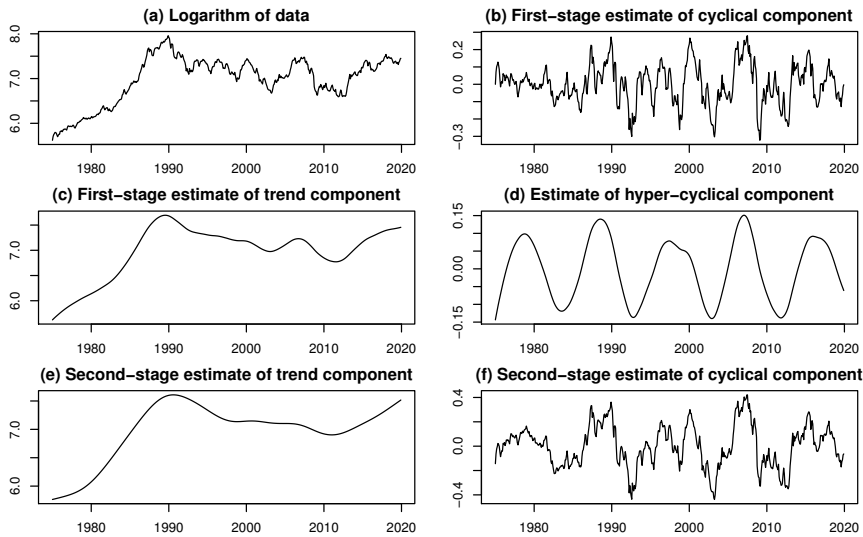 (a) Logarithm of data
8.0
7.0
6.0
1980 1990 2000 2010 2020
(b) First−stage estimate of cyclical component
0.2
0.0
−0.3
1980 1990 2000 2010 2020
(c) First−stage estimate of trend component
7.0
6.0
1980 1990 2000 2010 2020
(d) Estimate of hyper−cyclical component
0.15
0.00
−0.15
1980 1990 2000 2010 2020
(e) Second−stage estimate of trend component
7.0
6.0
1980 1990 2000 2010 2020
(f) Second−stage estimate of cyclical component
0.4
0.0
−0.4
1980 1990 2000 2010 2020